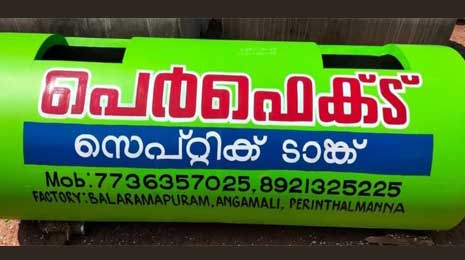 പെർഫെക്ട്
സെപ്റ്റിക് ടാങ്ക്
Mob: 7736357025, 8921325225
FACTORY: BALARAMAPURAM, ANGAMALI, PERINTHALMANNA